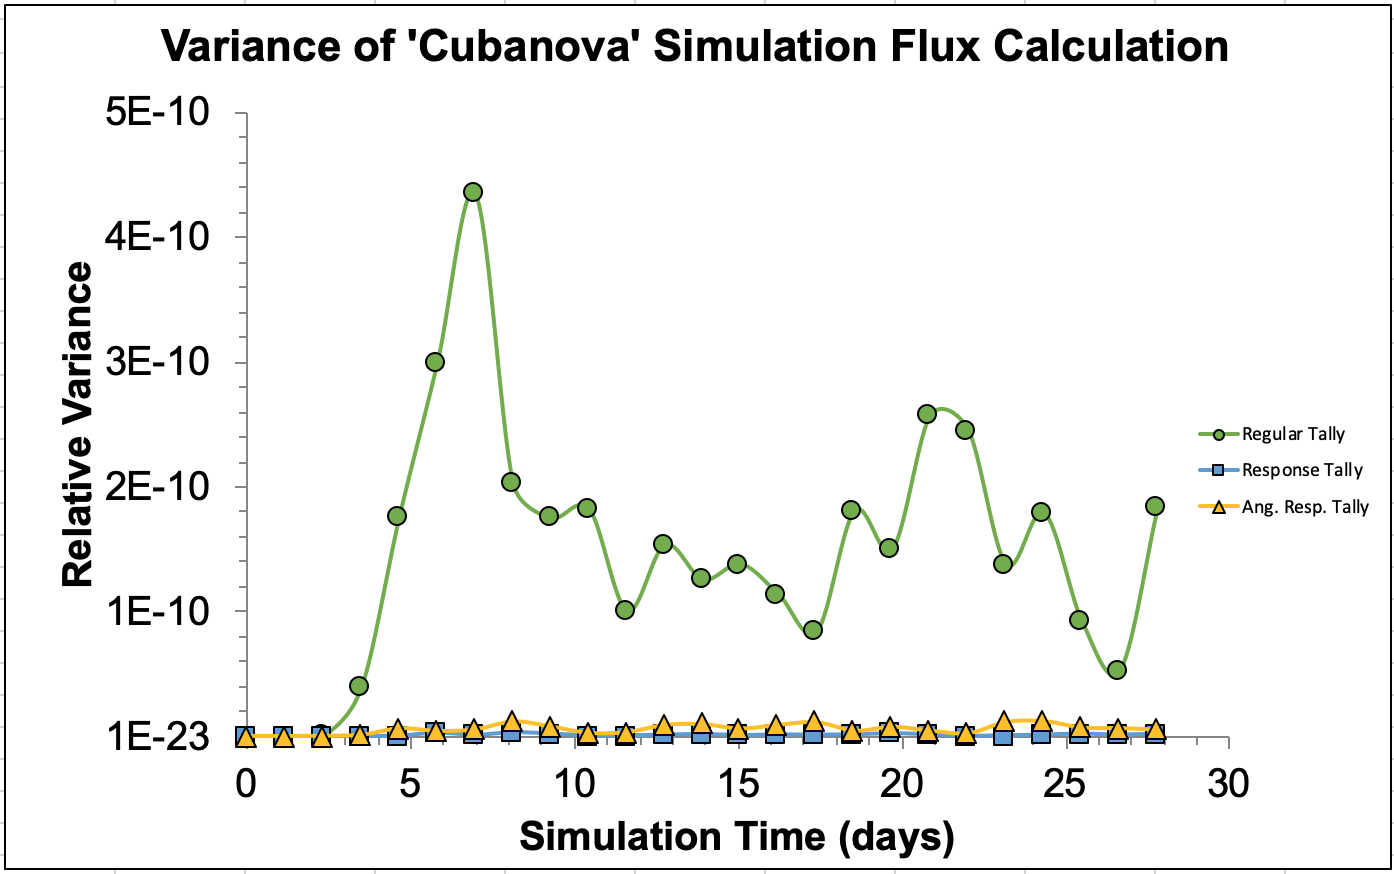 Variance of 'Cubanova' Simulation Flux Calculation
5E-10
4E-10
3E-10
2E-10
1E-10
1E-23
Relative Variance
Regular Tally
Response Tally
Ang. Resp. Tally
0 5 10 15 20 25 30
Simulation Time (days)